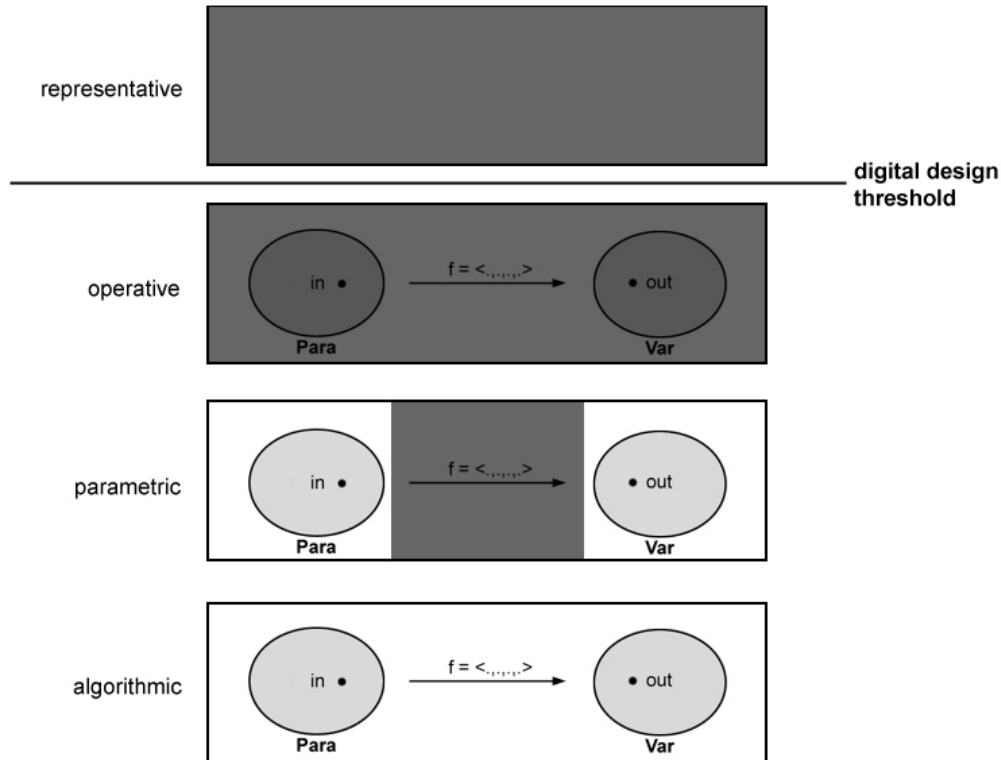 representative
digital design
threshold
operative
in
f = <.,.,.,.>
out
Para
Var
parametric
in
f = <.,.,.,.>
out
Para
Var
algorithmic
in
f = <.,.,.,.>
out
Para
Var